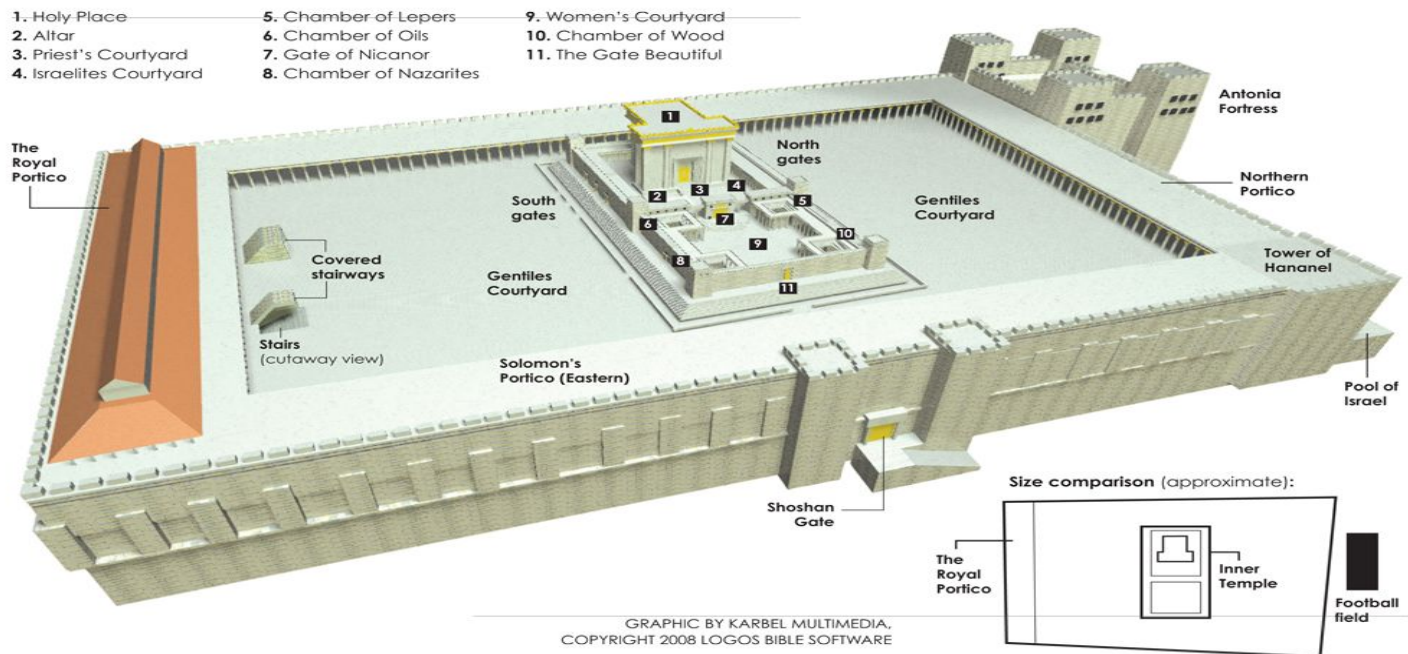 1. Holy Place
2. Altar
3. Priest's Courtyard
4. Israelites Courtyard
5. Chamber of Lepers
6. Chamber of Oils
7. Gate of Nicanor
8. Chamber of Nazarites
9. Women's Courtyard
10. Chamber of Wood
11. The Gate Beautiful
Antonia
Fortress
The
Royal
Portico
1
North
gates
Northern
Portico
South
gates
2
3
4
5
6
7
8
9
10
11
Gentiles
Courtyard
Covered
stairways
Gentiles
Courtyard
Tower of
Hananel
Stairs
(cutaway view)
Solomon's
Portico (Eastern)
Pool of
Israel
Shoshan
Gate
Size comparison (approximate):
The
Royal
Portico
Inner
Temple
Football
field
GRAPHIC BY KARBEL MULTIMEDIA,
COPYRIGHT 2008 LOGOS BIBLE SOFTWARE